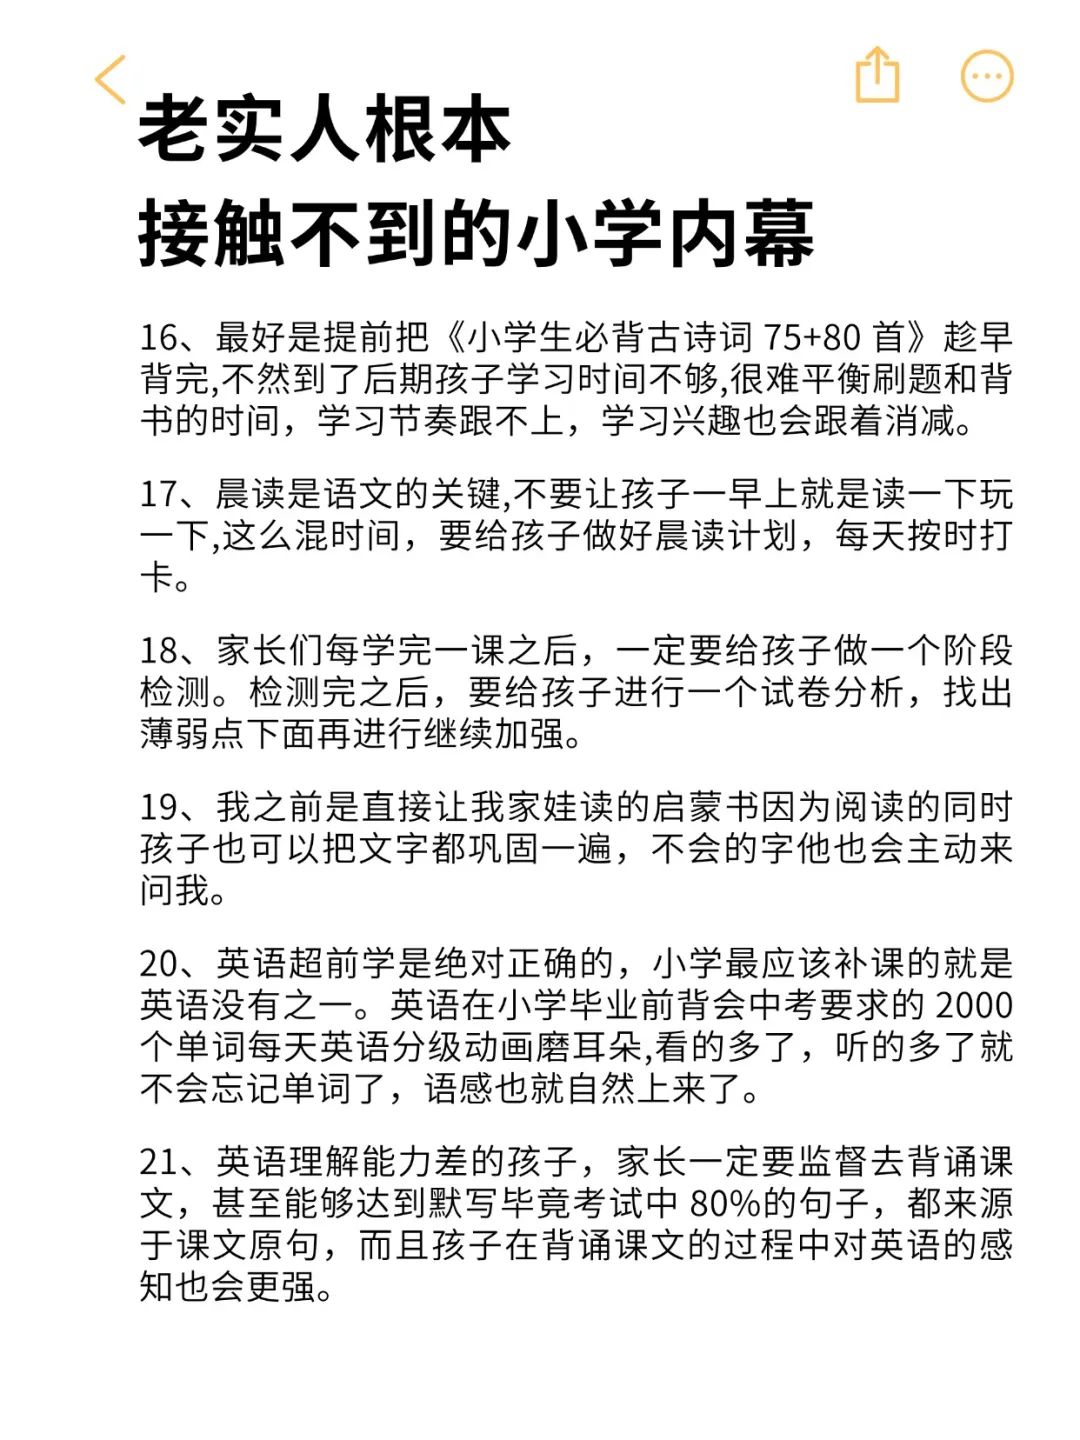 老实人根本
接触不到的小学内幕
16、最好是提前把《小学生必背古诗词 75+80 首》趁早
背完,不然到了后期孩子学习时间不够,很难平衡刷题和背
书的时间，学习节奏跟不上，学习兴趣也会跟着消减。
17、晨读是语文的关键,不要让孩子一早上就是读一下玩
一下,这么混时间，要给孩子做好晨读计划，每天按时打
卡。
18、家长们每学完一课之后，一定要给孩子做一个阶段
检测。检测完之后，要给孩子进行一个试卷分析，找出
薄弱点下面再进行继续加强。
19、我之前是直接让我家娃读的启蒙书因为阅读的同时
孩子也可以把文字都巩固一遍，不会的字他也会主动来
问我。
20、英语超前学是绝对正确的，小学最应该补课的就是
英语没有之一。英语在小学毕业前背会中考要求的 2000
个单词每天英语分级动画磨耳朵,看的多了，听的多了就
不会忘记单词了，语感也就自然上来了。
21、英语理解能力差的孩子，家长一定要监督去背诵课
文，甚至能够达到默写毕竟考试中 80%的句子，都来源
于课文原句，而且孩子在背诵课文的过程中对英语的感
知也会更强。